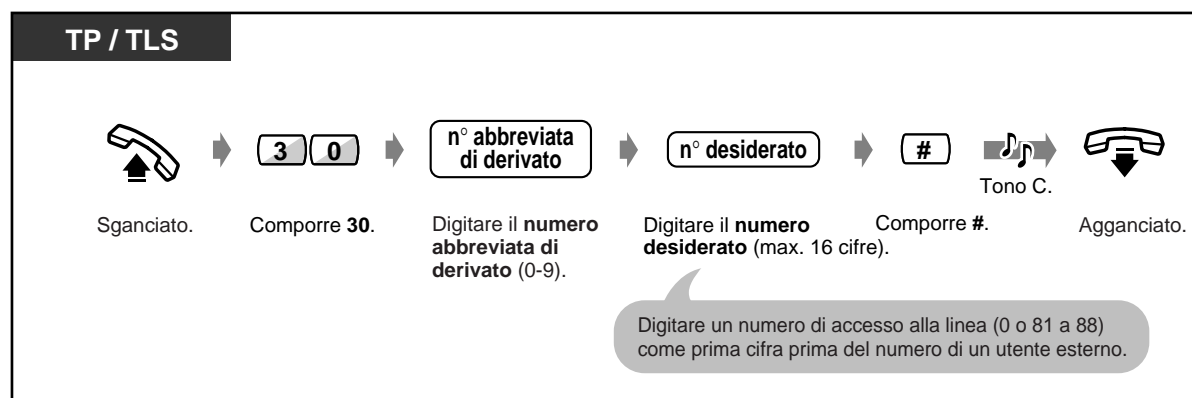 TP / TLS
3 0
n° abbreviata
di derivato
n° desiderato
#
Tono C.
Sganciato.
Comporre 30.
Digitare il numero
abbreviata di
derivato (0-9).
Digitare il numero
desiderato (max. 16 cifre).
Comporre #.
Agganciato.
Digitare un numero di accesso alla linea (0 o 81 a 88)
come prima cifra prima del numero di un utente esterno.